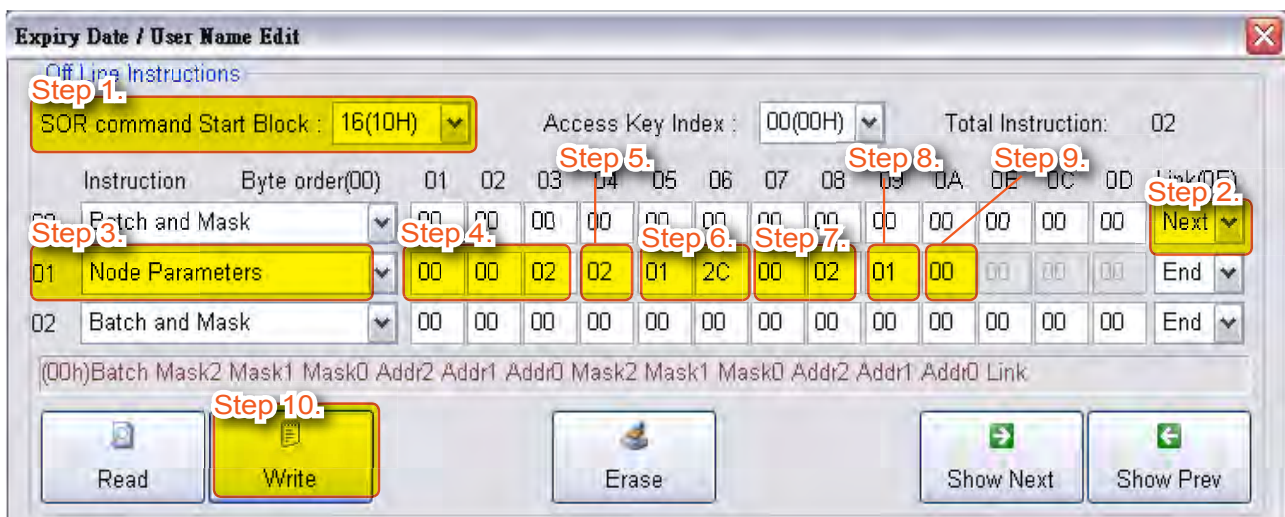 Expiry Date / User Name Edit
Off Line Instructions
Step 1.
SOR command Start Block : 16(10H) Access Key Index : 00(00H) Total Instruction: 02
Step 5. Step 8. Step 9.
Instruction Byte order(00) 01 02 03 04 05 06 07 08 09 0A 0B 0C 0D Link(0E)
Step 2.
00 Batch and Mask 00 00 00 00 00 00 00 00 00 00 00 00 00 Next
Step 3. Step 4. Step 6. Step 7.
01 Node Parameters 00 00 02 02 01 2C 00 02 01 00 00 00 00 End
02 Batch and Mask 00 00 00 00 00 00 00 00 00 00 00 00 00 End
(00h)Batch Mask2 Mask1 Mask0 Addr2 Addr1 Addr0 Mask2 Mask1 Mask0 Addr2 Addr1 Addr0 Link
Step 10.
Read Write Erase Show Next Show Prev